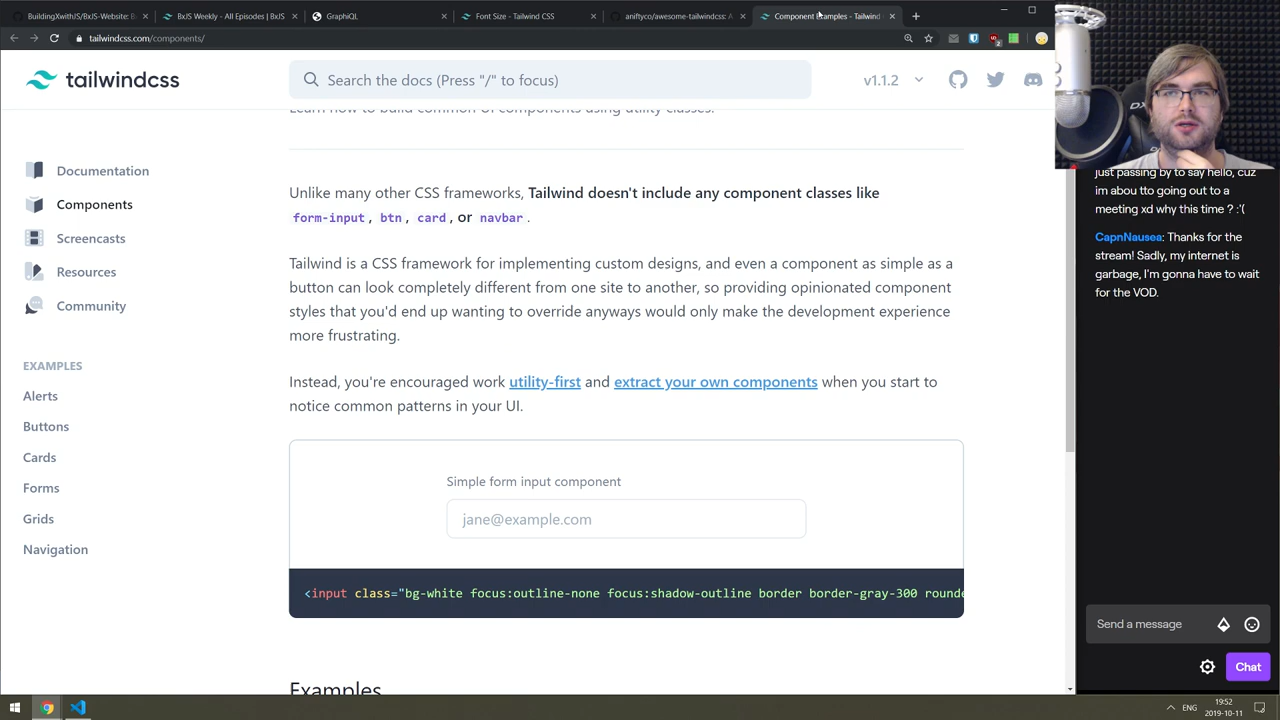 BuildingXwithJS/BxJS-Website: B
BxJS Weekly - All Episodes | BxJS
GraphiQL
Font Size - Tailwind CSS
aniftyco/awesome-tailwindcss: A
Component Examples - Tailwind
tailwindcss.com/components/
tailwindcss
Search the docs (Press "/" to focus)
v1.1.2
Learn how to build common UI components using utility classes.
Documentation
Components
Screencasts
Resources
Community
EXAMPLES
Alerts
Buttons
Cards
Forms
Grids
Navigation
Unlike many other CSS frameworks, Tailwind doesn't include any component classes like
form-input, btn, card, or navbar.
Tailwind is a CSS framework for implementing custom designs, and even a component as simple as a
button can look completely different from one site to another, so providing opinionated component
styles that you'd end up wanting to override anyways would only make the development experience
more frustrating.
Instead, you're encouraged work utility-first and extract your own components when you start to
notice common patterns in your UI.
Simple form input component
jane@example.com
<input class="bg-white focus:outline-none focus:shadow-outline border border-gray-300 rounde
Examples
just passing by to say hello, cuz
im abou tto going out to a
meeting xd why this time ? :'(
CapnNausea: Thanks for the
stream! Sadly, my internet is
garbage, I'm gonna have to wait
for the VOD.
Send a message
Chat
ENG
19:52
2019-10-11